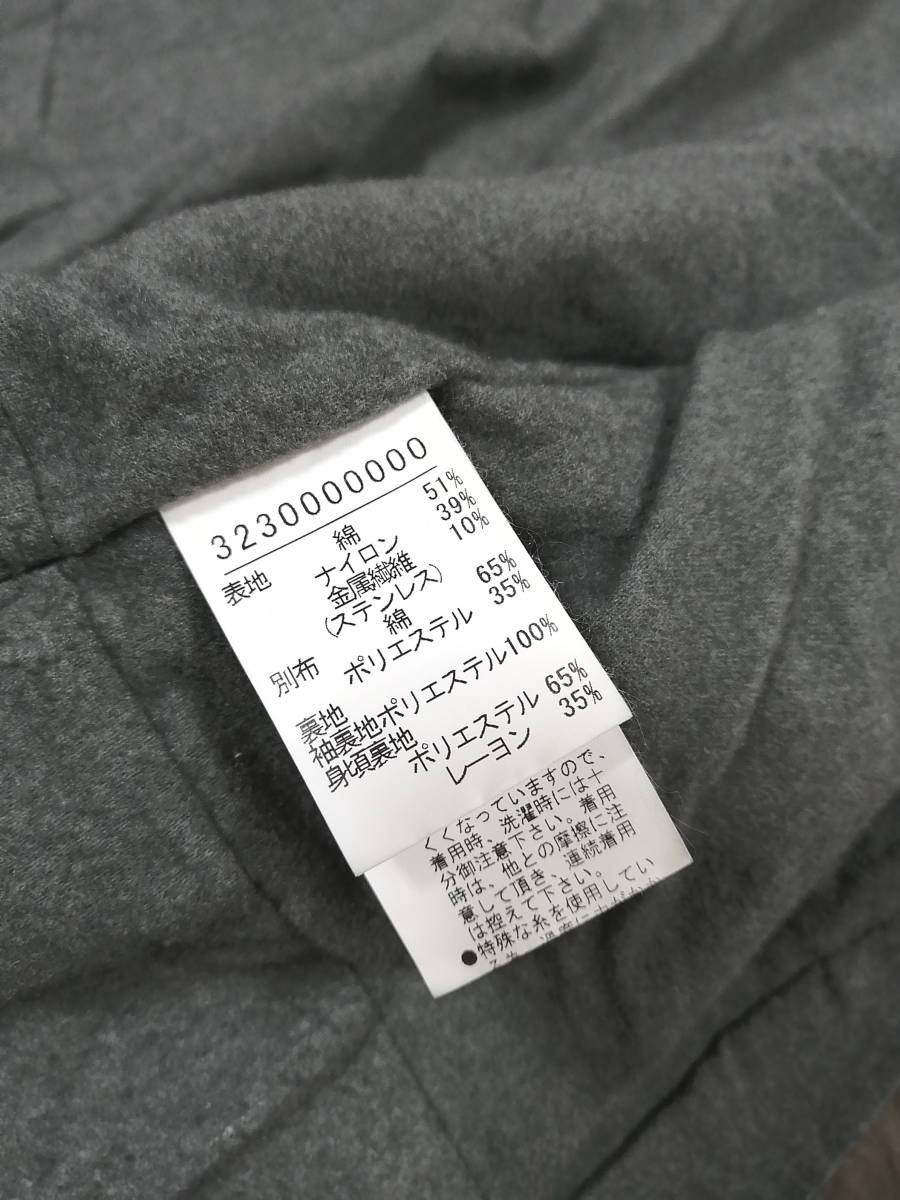 3230000000
表地 綿 51%
ナイロン 39%
金属繊維 10%
(ステンレス)
別布 綿 65%
ポリエステル 35%
裏地
袖裏地ポリエステル100%
身頃裏地 ポリエステル 65%
レーヨン 35%
くくなっていますので、
着用時、洗濯時には十
分御注意下さい。着用
時は、他との摩擦に注
意して頂き、連続着用
は控えて下さい。
●特殊な糸を使用してい